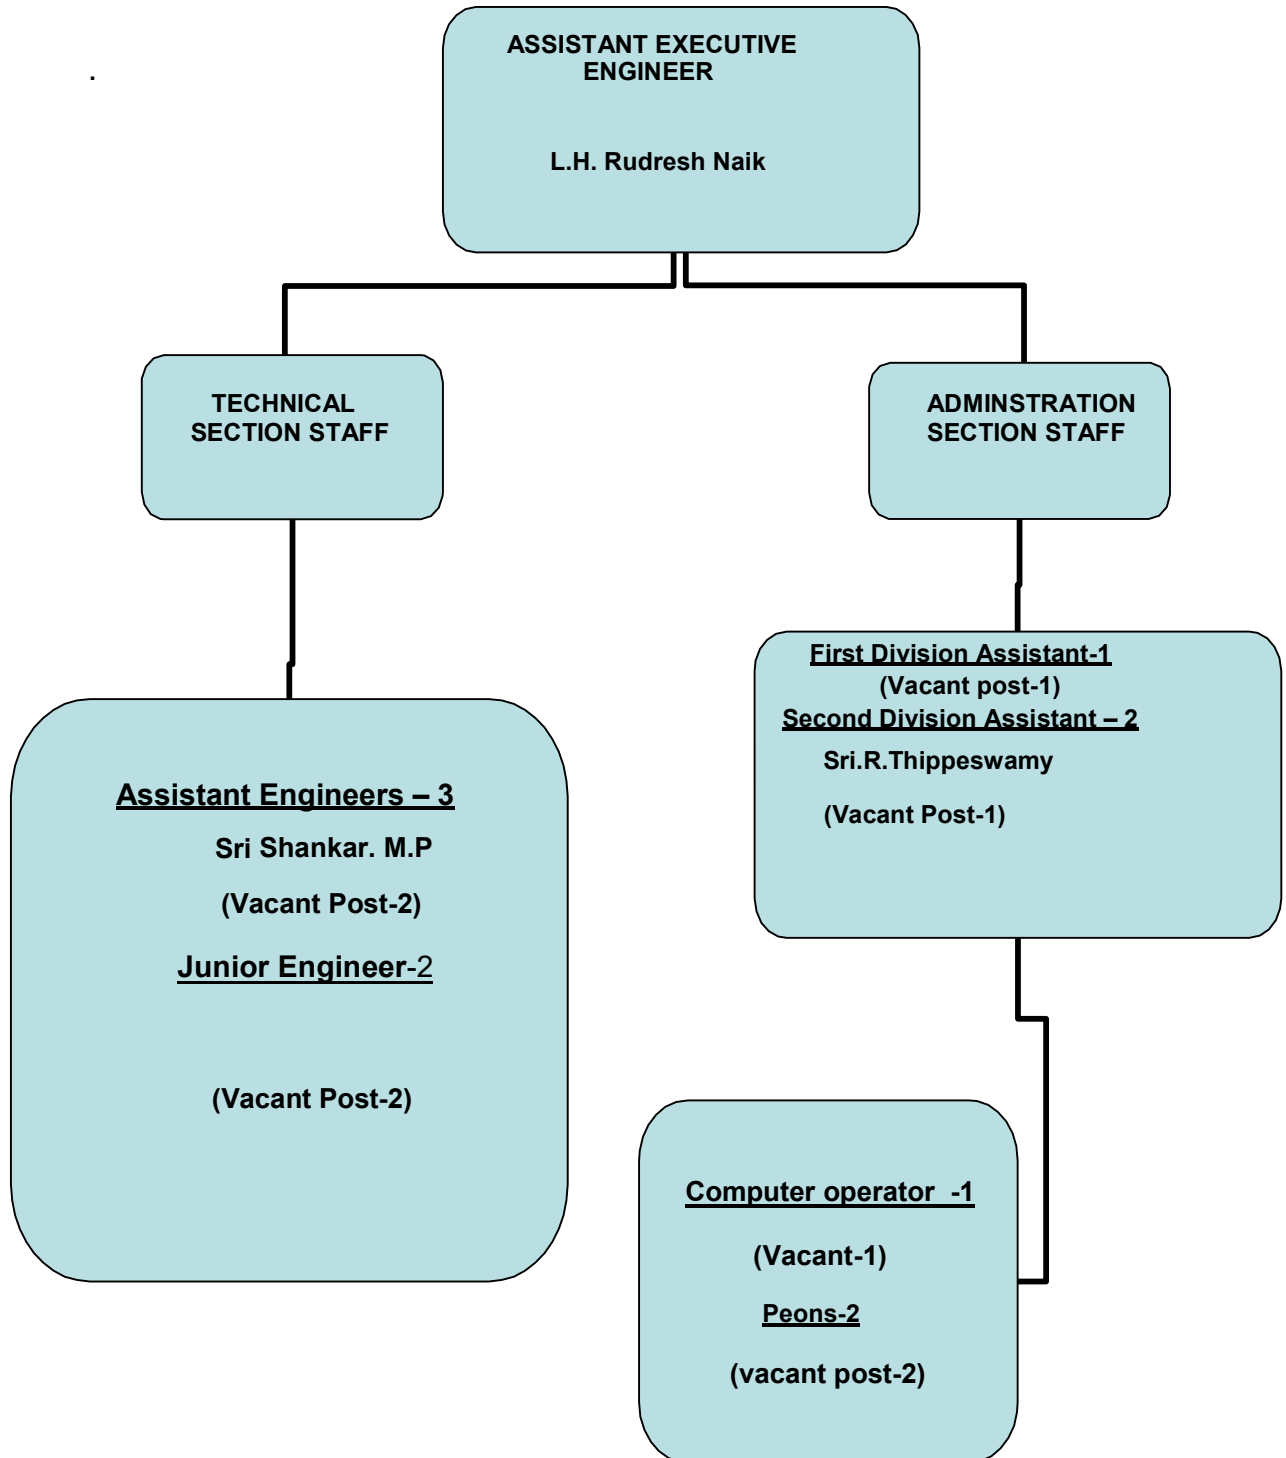 ASSISTANT EXECUTIVE
ENGINEER
.
L.H. Rudresh Naik
TECHNICAL
SECTION STAFF
ADMINSTRATION
SECTION STAFF
First Division Assistant-1
(Vacant post-1)
Second Division Assistant – 2
Sri.R.Thippeswamy
(Vacant Post-1)
Assistant Engineers – 3
Sri Shankar. M.P
(Vacant Post-2)
Junior Engineer-2
(Vacant Post-2)
Computer operator -1
(Vacant-1)
Peons-2
(vacant post-2)